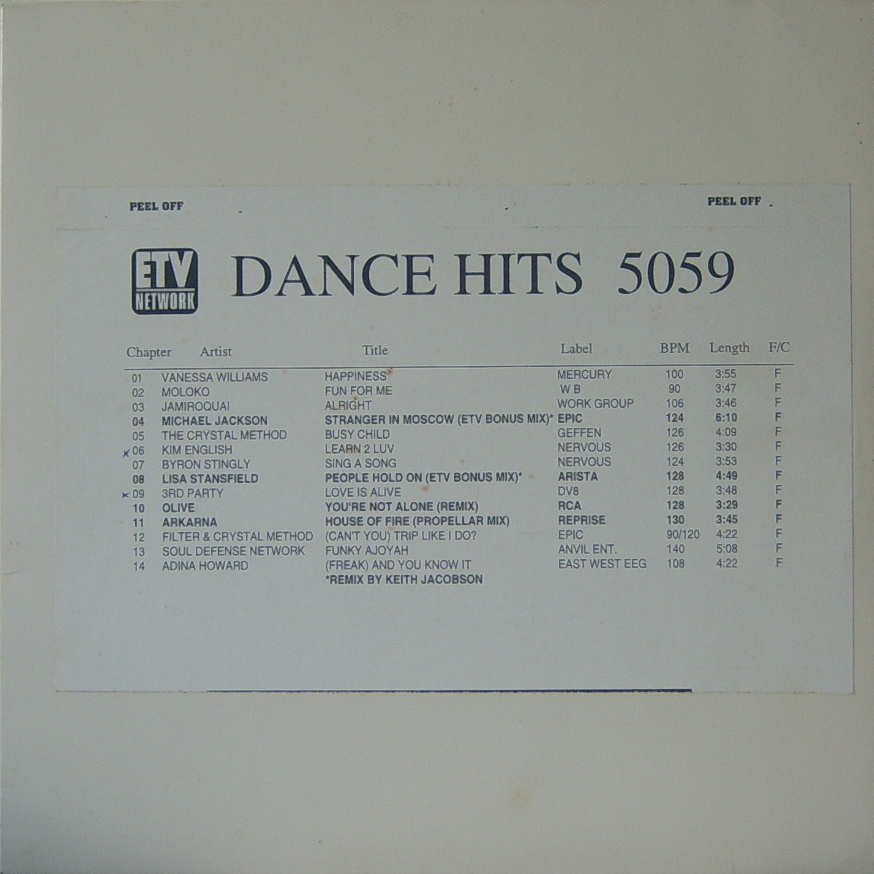 PEEL OFF PEEL OFF
ETV NETWORK DANCE HITS 5059
Chapter Artist Title Label BPM Length F/C
01 VANESSA WILLIAMS HAPPINESS* MERCURY 100 3:55 F
02 MOLOKO FUN FOR ME W B 90 3:47 F
03 JAMIROQUAI ALRIGHT WORK GROUP 106 3:46 F
04 MICHAEL JACKSON STRANGER IN MOSCOW (ETV BONUS MIX)* EPIC 124 6:10 F
05 THE CRYSTAL METHOD BUSY CHILD GEFFEN 126 4:09 F
x 06 KIM ENGLISH LEARN 2 LUV NERVOUS 126 3:30 F
07 BYRON STINGLY SING A SONG NERVOUS 124 3:53 F
08 LISA STANSFIELD PEOPLE HOLD ON (ETV BONUS MIX)* ARISTA 128 4:49 F
x 09 3RD PARTY LOVE IS ALIVE DV8 128 3:48 F
10 OLIVE YOU'RE NOT ALONE (REMIX) RCA 128 3:29 F
11 ARKARNA HOUSE OF FIRE (PROPELLAR MIX) REPRISE 130 3:45 F
12 FILTER & CRYSTAL METHOD (CAN'T YOU) TRIP LIKE I DO? EPIC 90/120 4:22 F
13 SOUL DEFENSE NETWORK FUNKY AJOYAH ANVIL ENT. 140 5:08 F
14 ADINA HOWARD (FREAK) AND YOU KNOW IT EAST WEST EEG 108 4:22 F
*REMIX BY KEITH JACOBSON